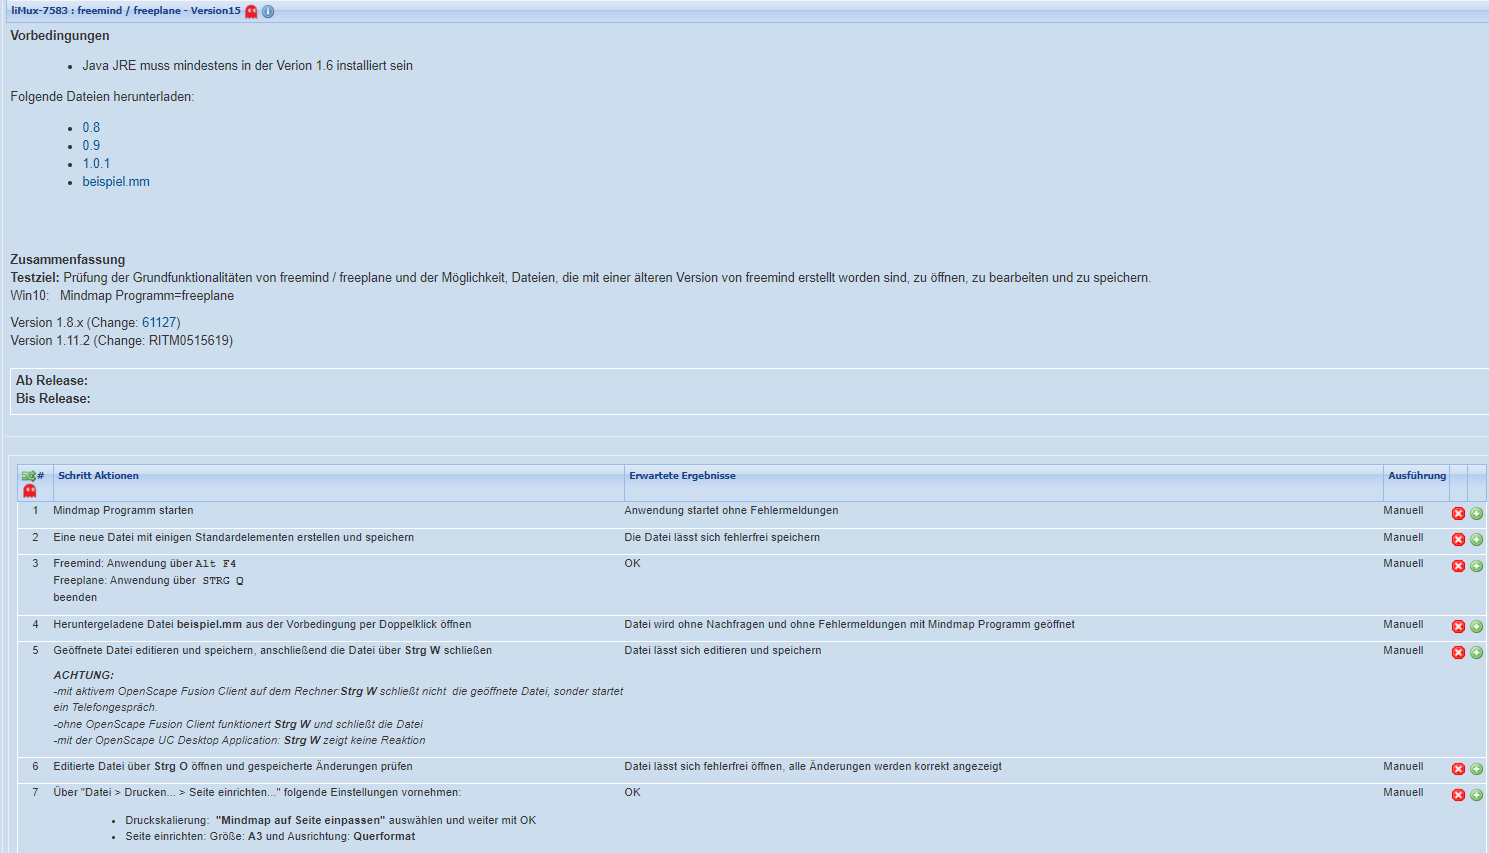 liMux-7583 : freemind / freeplane - Version15
Vorbedingungen
• Java JRE muss mindestens in der Verion 1.6 installiert sein
Folgende Dateien herunterladen:
• 0.8
• 0.9
• 1.0.1
• beispiel.mm
Zusammenfassung
Testziel: Prüfung der Grundfunktionalitäten von freemind / freeplane und der Möglichkeit, Dateien, die mit einer älteren Version von freemind erstellt worden sind, zu öffnen, zu bearbeiten und zu speichern.
Win10: Mindmap Programm=freeplane
Version 1.8.x (Change: 61127)
Version 1.11.2 (Change: RITM0515619)
Ab Release:
Bis Release:
# Schritt Aktionen Erwartete Ergebnisse Ausführung
1 Mindmap Programm starten Anwendung startet ohne Fehlermeldungen Manuell
2 Eine neue Datei mit einigen Standardelementen erstellen und speichern Die Datei lässt sich fehlerfrei speichern Manuell
3 Freemind: Anwendung über Alt F4 OK Manuell
Freeplane: Anwendung über STRG Q
beenden
4 Heruntergeladene Datei beispiel.mm aus der Vorbedingung per Doppelklick öffnen Datei wird ohne Nachfragen und ohne Fehlermeldungen mit Mindmap Programm geöffnet Manuell
5 Geöffnete Datei editieren und speichern, anschließend die Datei über Strg W schließen Datei lässt sich editieren und speichern Manuell
ACHTUNG:
-mit aktivem OpenScape Fusion Client auf dem Rechner:Strg W schließt nicht die geöffnete Datei, sonder startet
ein Telefongespräch.
-ohne OpenScape Fusion Client funktionert Strg W und schließt die Datei
-mit der OpenScape UC Desktop Application: Strg W zeigt keine Reaktion
6 Editierte Datei über Strg O öffnen und gespeicherte Änderungen prüfen Datei lässt sich fehlerfrei öffnen, alle Änderungen werden korrekt angezeigt Manuell
7 Über "Datei > Drucken... > Seite einrichten..." folgende Einstellungen vornehmen: OK Manuell
• Druckskalierung: "Mindmap auf Seite einpassen" auswählen und weiter mit OK
• Seite einrichten: Größe: A3 und Ausrichtung: Querformat